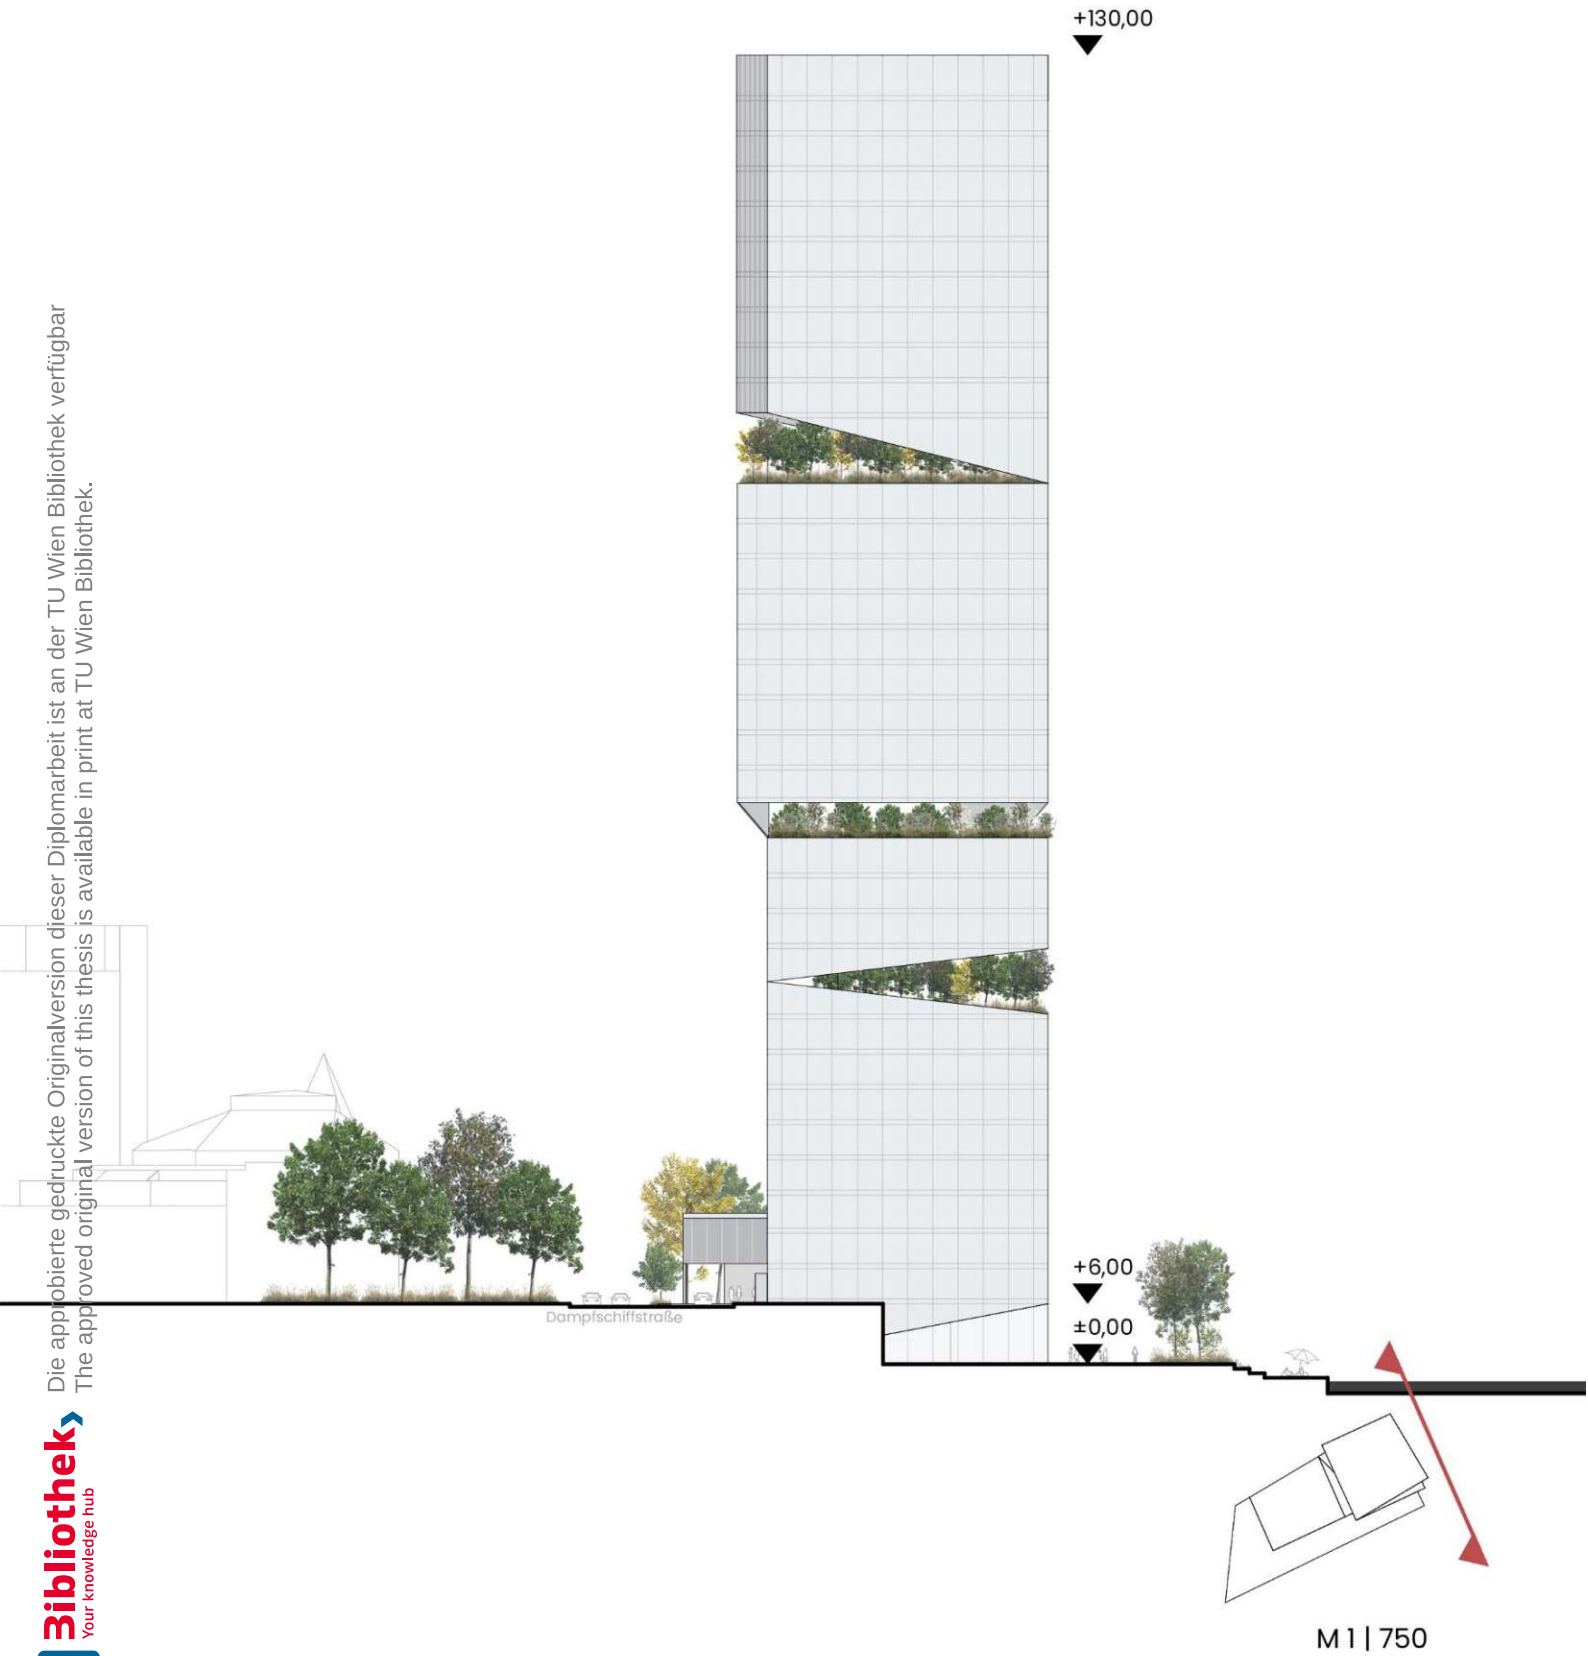 +130,00
Die approbierte gedruckte Originalversion dieser Diplomarbeit ist an der TU Wien Bibliothek verfügbar
The approved original version of this thesis is available in print at TU Wien Bibliothek.
+6,00
±0,00
Dampfschiffstraße
Bibliothek
Your knowledge hub
M 1 | 750